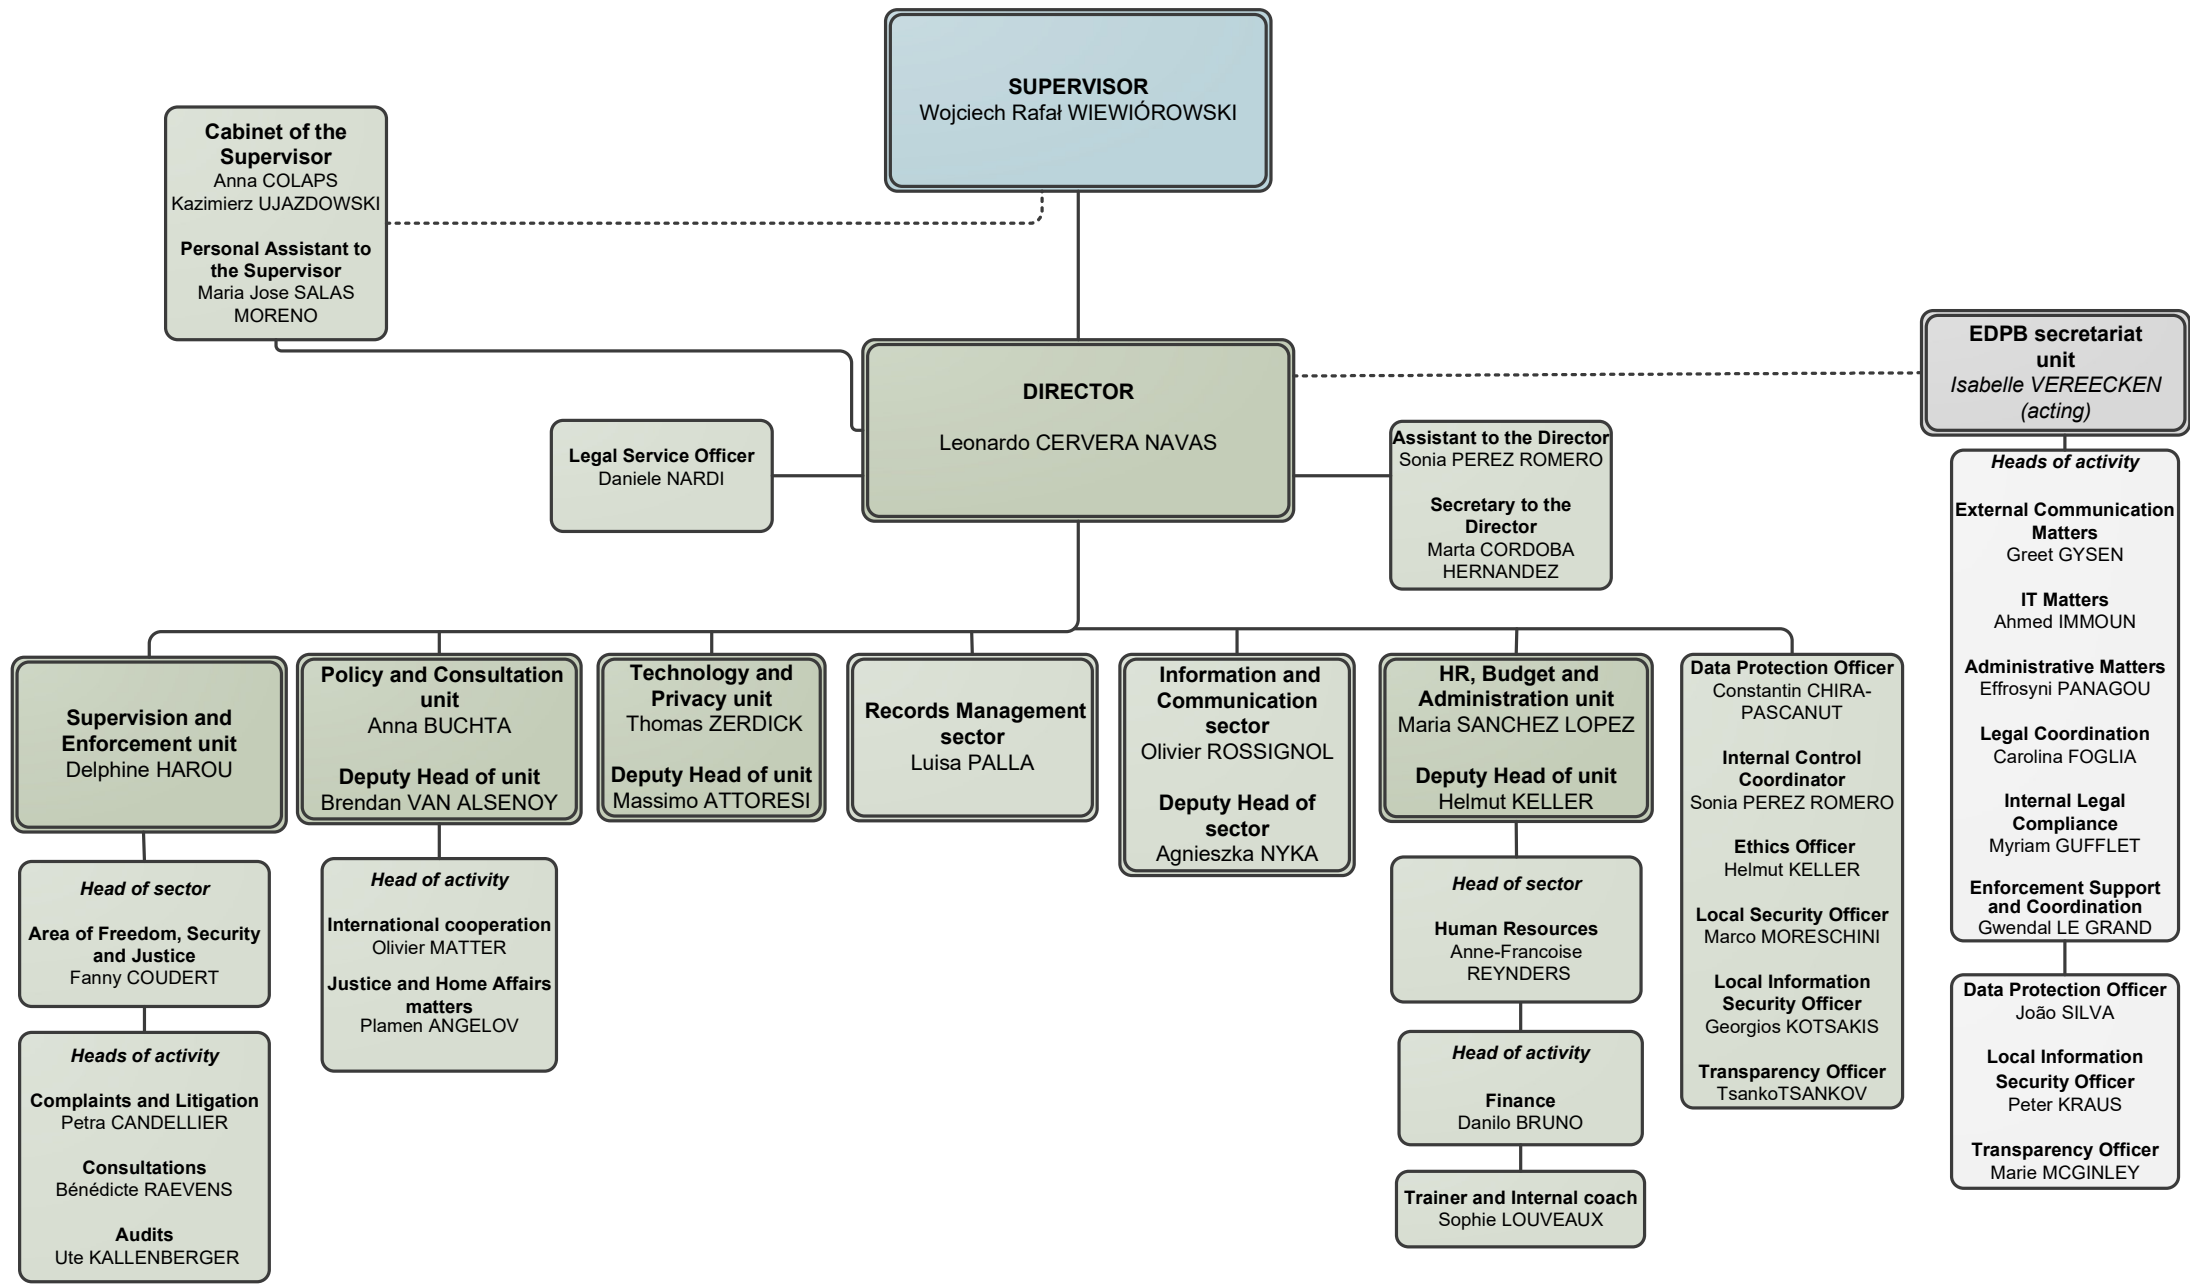 SUPERVISOR
Wojciech Rafał WIEWIÓROWSKI
Cabinet of the
Supervisor
Anna COLAPS
Kazimierz UJAZDOWSKI
Personal Assistant to
the Supervisor
Maria Jose SALAS
MORENO
DIRECTOR
Leonardo CERVERA NAVAS
EDPB secretariat
unit
Isabelle VEREECKEN
(acting)
Legal Service Officer
Daniele NARDI
Assistant to the Director
Sonia PEREZ ROMERO
Secretary to the
Director
Marta CORDOBA
HERNANDEZ
Heads of activity
External Communication
Matters
Greet GYSEN
IT Matters
Ahmed IMMOUN
Administrative Matters
Effrosyni PANAGOU
Legal Coordination
Carolina FOGLIA
Internal Legal
Compliance
Myriam GUFFLET
Enforcement Support
and Coordination
Gwendal LE GRAND
Data Protection Officer
João SILVA
Local Information
Security Officer
Peter KRAUS
Transparency Officer
Marie MCGINLEY
Supervision and
Enforcement unit
Delphine HAROU
Head of sector
Area of Freedom, Security
and Justice
Fanny COUDERT
Heads of activity
Complaints and Litigation
Petra CANDELLIER
Consultations
Bénédicte RAEVENS
Audits
Ute KALLENBERGER
Policy and Consultation
unit
Anna BUCHTA
Deputy Head of unit
Brendan VAN ALSENOY
Head of activity
International cooperation
Olivier MATTER
Justice and Home Affairs
matters
Plamen ANGELOV
Technology and
Privacy unit
Thomas ZERDICK
Deputy Head of unit
Massimo ATTORESI
Records Management
sector
Luisa PALLA
Information and
Communication
sector
Olivier ROSSIGNOL
Deputy Head of
sector
Agnieszka NYKA
HR, Budget and
Administration unit
Maria SANCHEZ LOPEZ
Deputy Head of unit
Helmut KELLER
Head of sector
Human Resources
Anne-Francoise
REYNDERS
Head of activity
Finance
Danilo BRUNO
Trainer and Internal coach
Sophie LOUVEAUX
Data Protection Officer
Constantin CHIRA-
PASCANUT
Internal Control
Coordinator
Sonia PEREZ ROMERO
Ethics Officer
Helmut KELLER
Local Security Officer
Marco MORESCHINI
Local Information
Security Officer
Georgios KOTSAKIS
Transparency Officer
TsankoTSANKOV